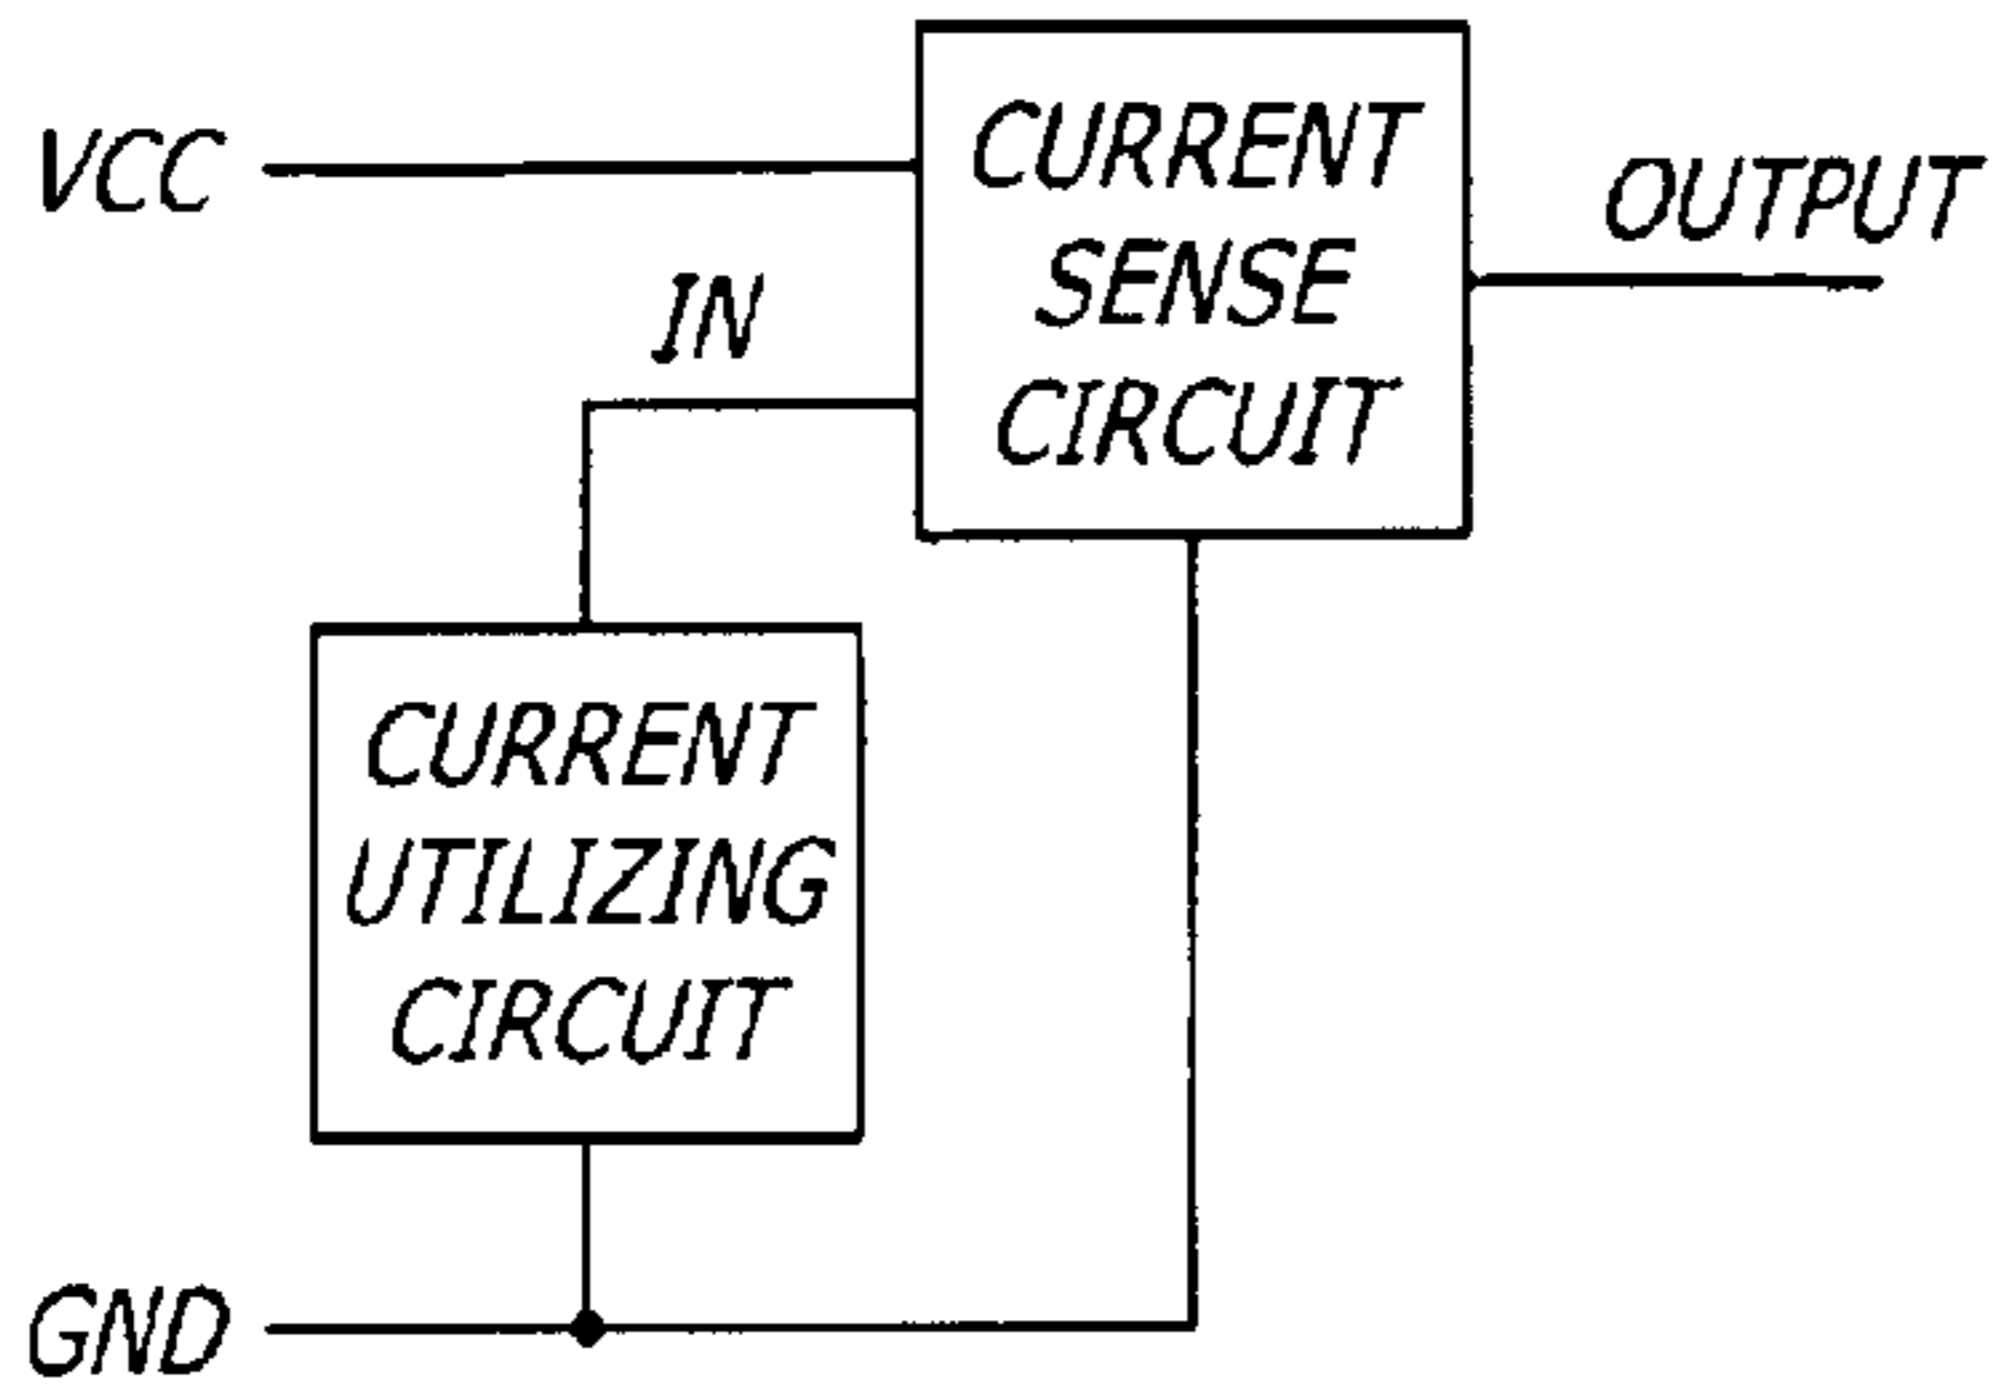 VCC
CURRENT
SENSE
CIRCUIT
OUTPUT
IN
CURRENT
UTILIZING
CIRCUIT
GND